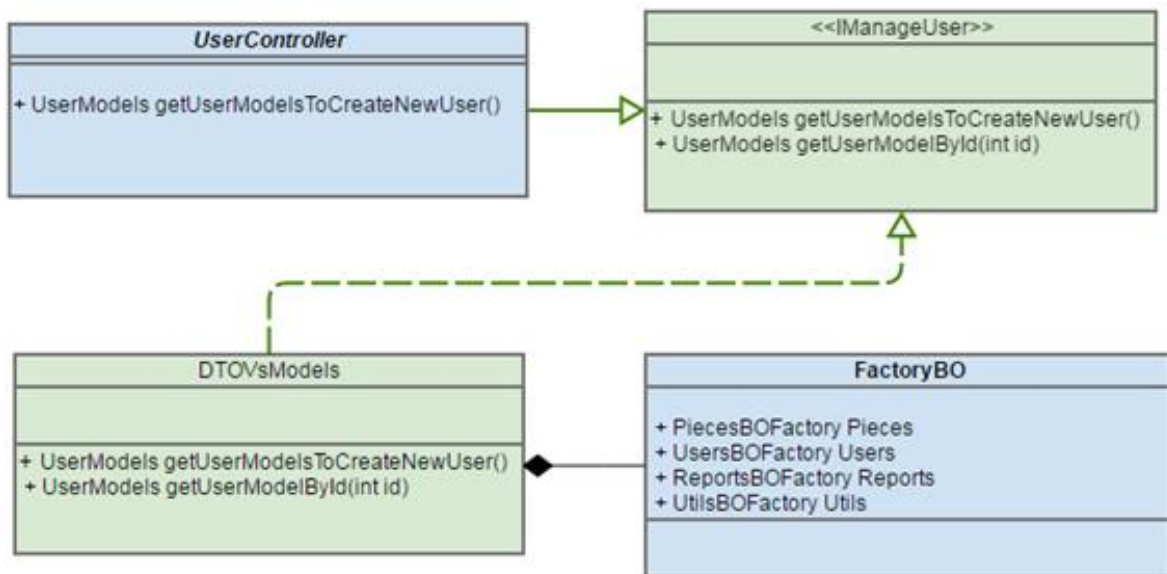 UserController
+ UserModels getUserModelsToCreateNewUser()
<<IManageUser>>
+ UserModels getUserModelsToCreateNewUser()
+ UserModels getUserModelById(int id)
DTOVsModels
+ UserModels getUserModelsToCreateNewUser()
+ UserModels getUserModelById(int id)
FactoryBO
+ PiecesBOFactory Pieces
+ UsersBOFactory Users
+ ReportsBOFactory Reports
+ UtilsBOFactory Utils